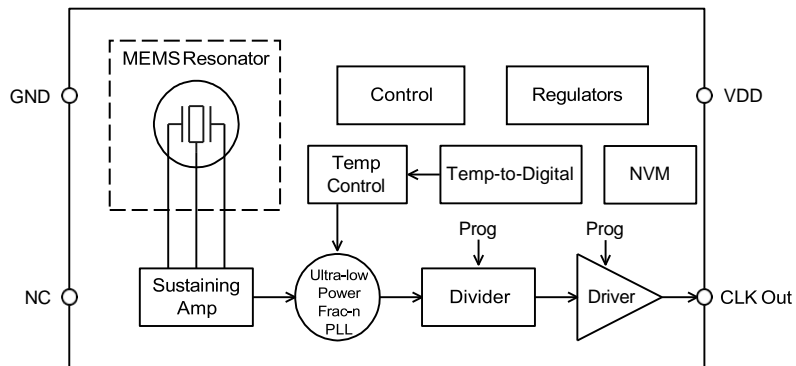 MEMS Resonator
GND
Control
Regulators
VDD
Temp
Control
Temp-to-Digital
NVM
Prog
Prog
NC
Sustaining
Amp
Ultra-low
Power
Frac-n
PLL
Divider
Driver
CLK Out